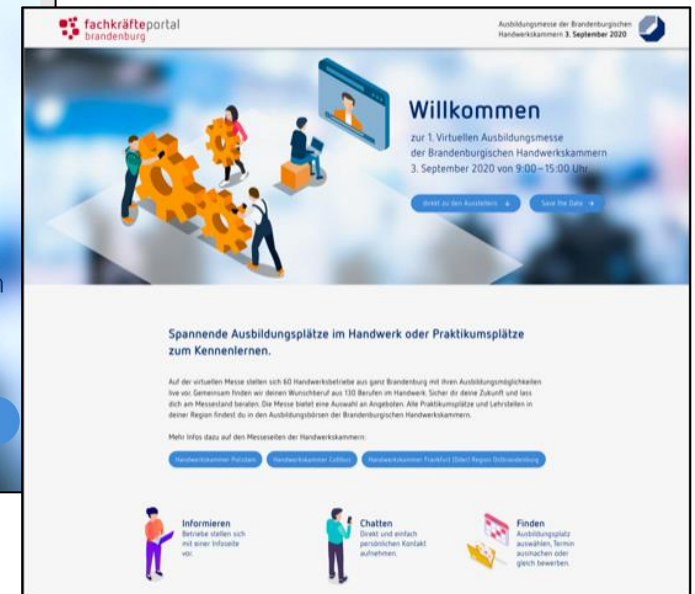 fachkräfteportal
brandenburg
Ausbildungsmesse der Brandenburgischen
Handwerkskammern 3. September 2020
Willkommen
zur 1. Virtuellen Ausbildungsmesse
der Brandenburgischen Handwerkskammern
3. September 2020 von 9:00–15:00 Uhr
direkt zu den Ausstellern
Save the Date
Spannende Ausbildungsplätze im Handwerk oder Praktikumsplätze
zum Kennenlernen.
Auf der virtuellen Messe stellen sich 60 Handwerksbetriebe aus ganz Brandenburg mit ihren Ausbildungsmöglichkeiten
live vor. Gemeinsam finden wir deinen Wunschberuf aus 130 Berufen im Handwerk. Sicher dir deine Zukunft und lass
dich am Messestand beraten. Die Messe bietet eine Auswahl an Angeboten. Alle Praktikumsplätze und Lehrstellen in
deiner Region findest du in den Ausbildungsbörsen der Brandenburgischen Handwerkskammern.
Mehr Infos dazu auf den Messeseiten der Handwerkskammern:
Handwerkskammer Potsdam
Handwerkskammer Cottbus
Handwerkskammer Frankfurt (Oder) Region Ostbrandenburg
Informieren
Betriebe stellen sich
mit einer Infoseite
vor.
Chatten
Direkt und einfach
persönlichen Kontakt
aufnehmen.
Finden
Ausbildungsplatz
auswählen, Termin
ausmachen oder
gleich bewerben.